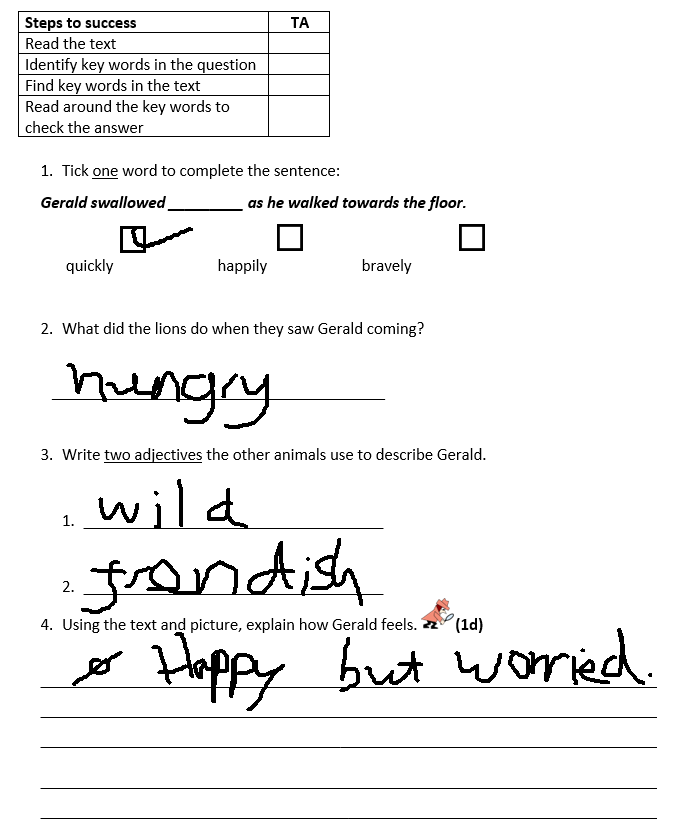 Steps to success TA
Read the text
Identify key words in the question
Find key words in the text
Read around the key words to
check the answer
1. Tick one word to complete the sentence:
Gerald swallowed _________ as he walked towards the floor.
quickly happily bravely
2. What did the lions do when they saw Gerald coming?
hungry
3. Write two adjectives the other animals use to describe Gerald.
1. wild
2. frondish
4. Using the text and picture, explain how Gerald feels. (1d)
Happy but worried.